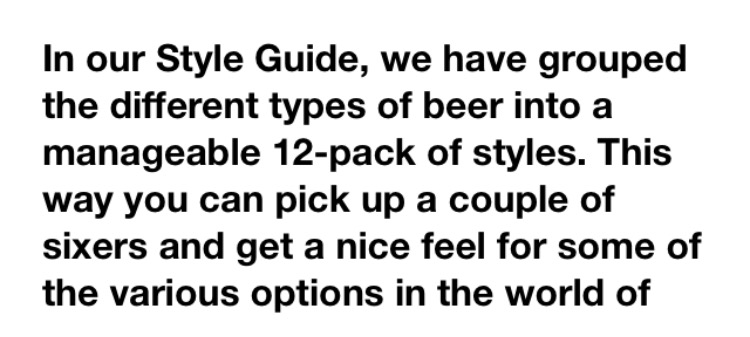 In our Style Guide, we have grouped
the different types of beer into a
manageable 12-pack of styles. This
way you can pick up a couple of
sixers and get a nice feel for some of
the various options in the world of